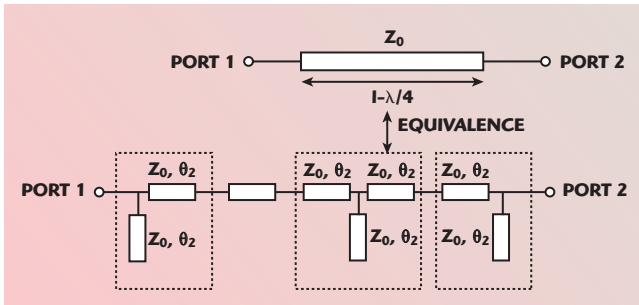 Z₀
PORT 1 PORT 2
l-λ/4
EQUIVALENCE
Z₀, θ₂ Z₀, θ₂ Z₀, θ₂ Z₀, θ₂
PORT 1 PORT 2
Z₀, θ₂ Z₀, θ₂ Z₀, θ₂